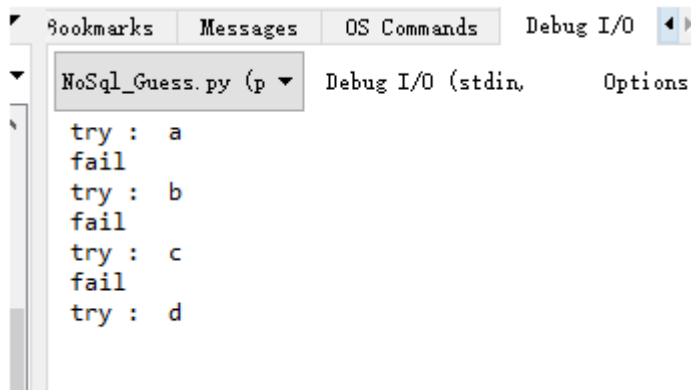 Bookmarks Messages OS Commands Debug I/O
NoSql_Guess.py (p Debug I/O (stdin, Options
try : a
fail
try : b
fail
try : c
fail
try : d